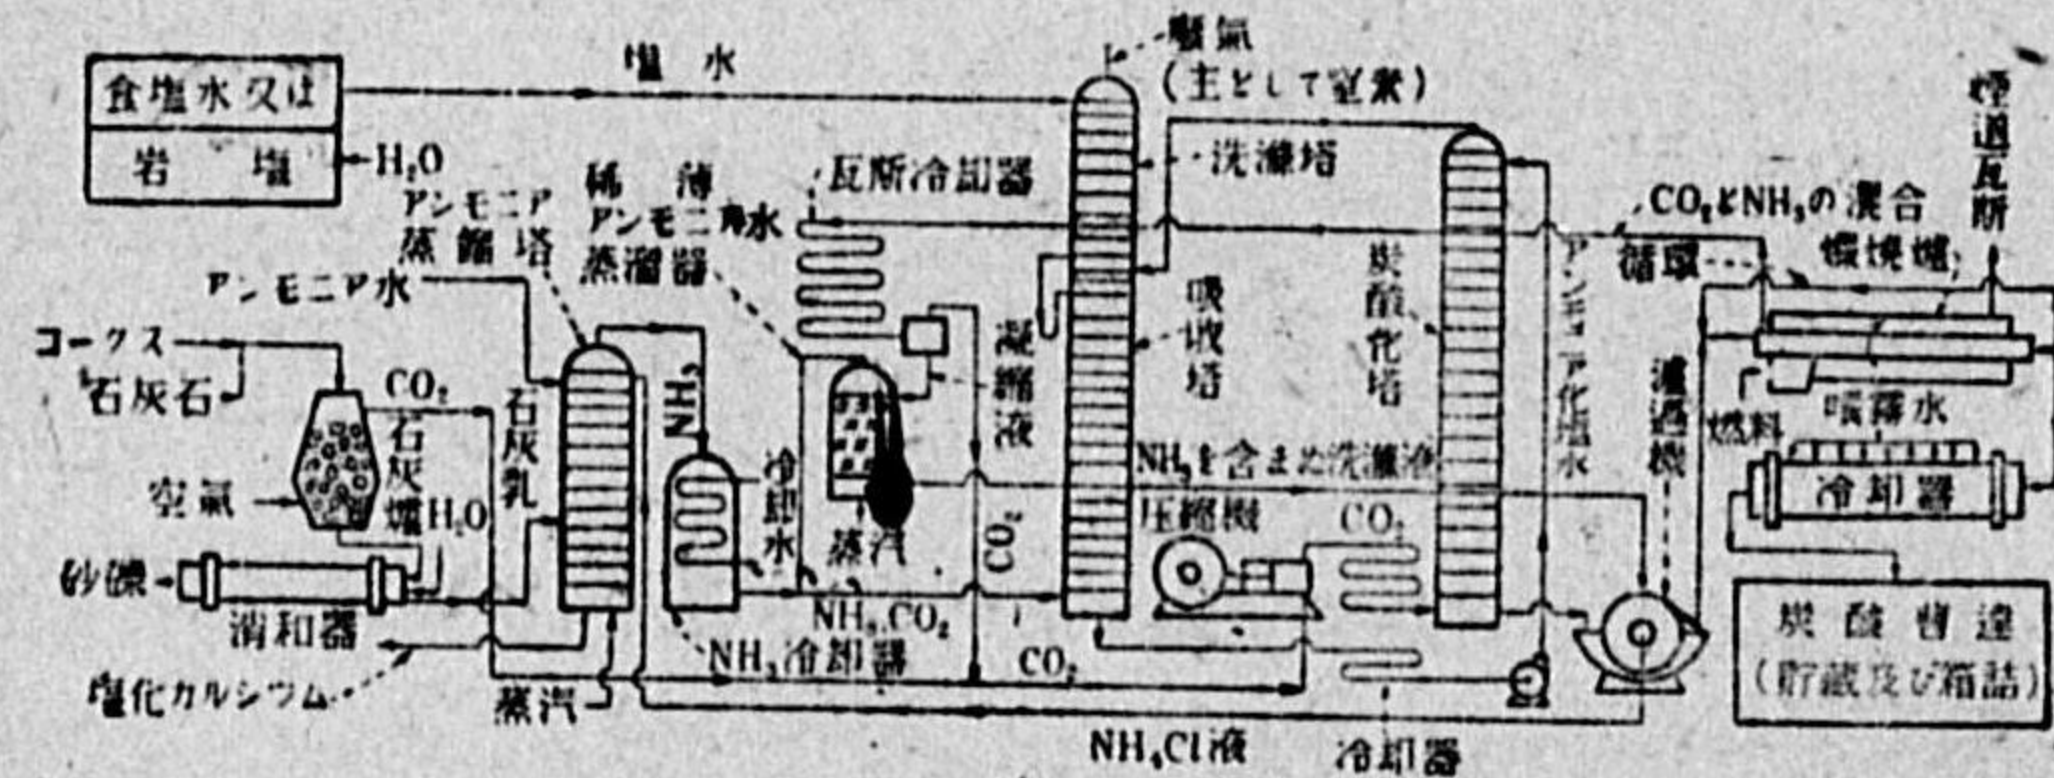 塩水
食塩水又は
岩塩
H₂O
廢氣
(主として窒素)
洗滌塔
瓦斯冷却器
稀薄
アンモニア水
蒸溜器
アンモニア
蒸餾塔
アンモニア水
コークス
石灰石
CO₂
石灰爐
空氣
H₂O
石灰乳
NH₃
冷却水
砂礫
消和器
塩化カルシウム
蒸汽
蒸汽
NH₃CO₂
NH₃冷却器
CO₂
凝縮液
CO₂
吸收塔
炭酸化塔
アンモニア化塩水
NH₃を含まぬ洗滌液
圧縮機
CO₂
NH₄Cl液
冷却器
濾過機
CO₂とNH₃の混合
循環
燃焼爐
煙道瓦斯
燃料
噴霧水
冷却器
炭酸曹達
(貯蔵及び箱詰)